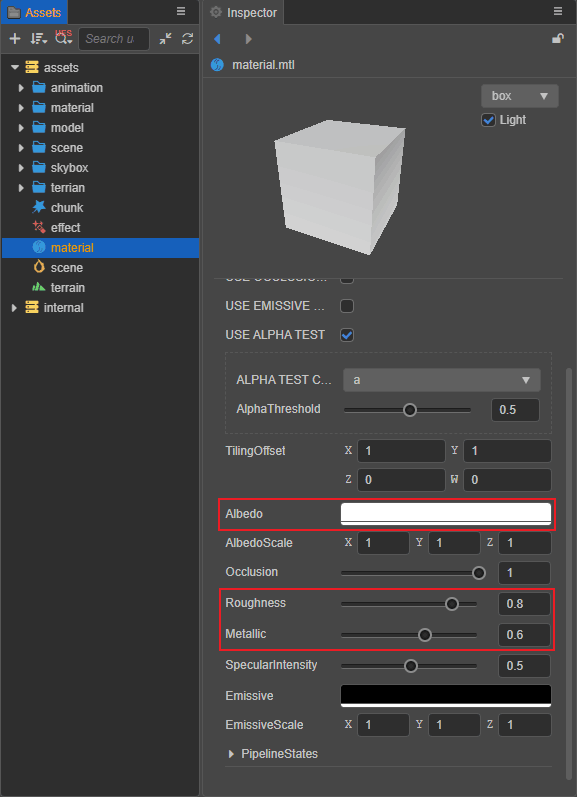 Assets
UES
Search u
assets
animation
material
model
scene
skybox
terrian
chunk
effect
material
scene
terrain
internal
Inspector
material.mtl
box
Light
USE EMISSIVE ...
USE ALPHA TEST
ALPHA TEST C...
a
AlphaThreshold 0.5
TilingOffset X 1 Y 1
Z 0 W 0
Albedo
AlbedoScale X 1 Y 1 Z 1
Occlusion 1
Roughness 0.8
Metallic 0.6
SpecularIntensity 0.5
Emissive
EmissiveScale X 1 Y 1 Z 1
PipelineStates